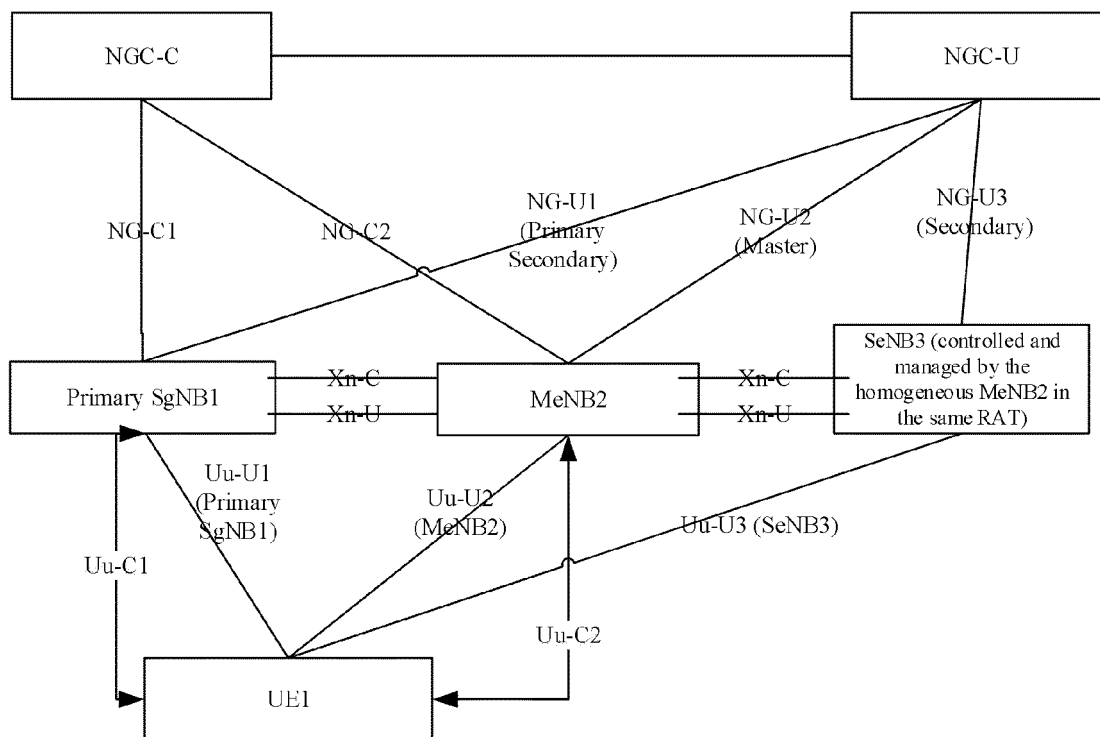 NGC-C
NGC-U
NG-C1
NG-C2
NG-U1
(Primary
Secondary)
NG-U2
(Master)
NG-U3
(Secondary)
Primary SgNB1
Xn-C
Xn-U
MeNB2
Xn-C
Xn-U
SeNB3 (controlled and
managed by the
homogeneous MeNB2 in
the same RAT)
Uu-U1
(Primary
SgNB1)
Uu-U2
(MeNB2)
Uu-U3 (SeNB3)
Uu-C1
Uu-C2
UE1